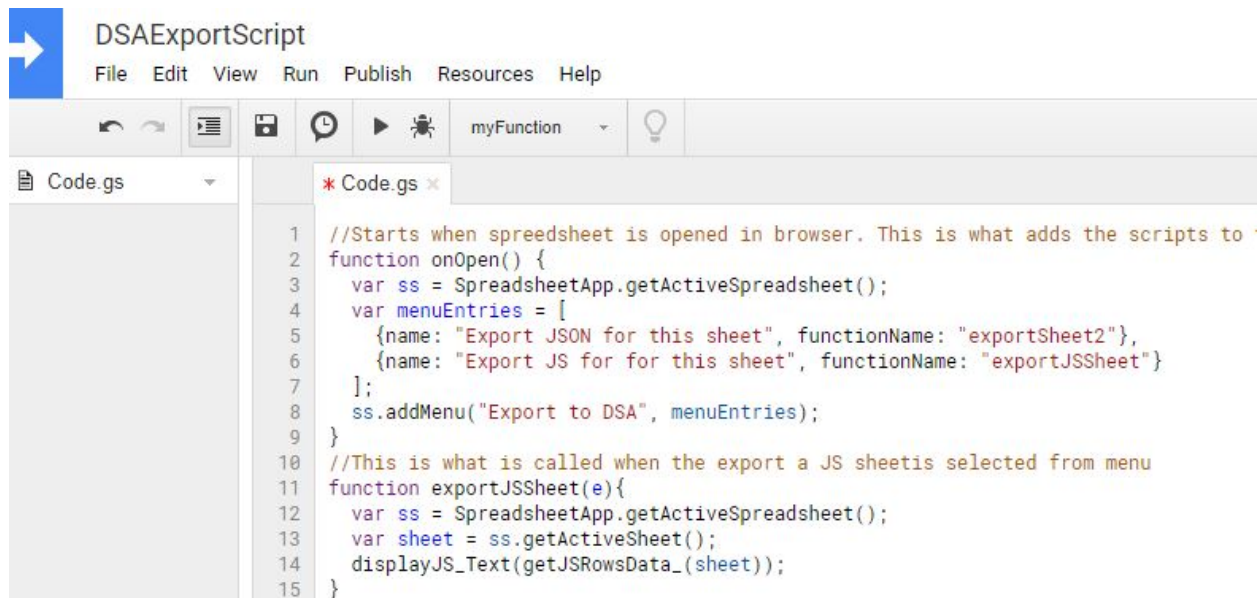 DSAExportScript
File Edit View Run Publish Resources Help
myFunction
Code.gs
* Code.gs ×
1 //Starts when spreedsheet is opened in browser. This is what adds the scripts to
2 function onOpen() {
3 var ss = SpreadsheetApp.getActiveSpreadsheet();
4 var menuEntries = [
5 {name: "Export JSON for this sheet", functionName: "exportSheet2"},
6 {name: "Export JS for for this sheet", functionName: "exportJSSheet"}
7 ];
8 ss.addMenu("Export to DSA", menuEntries);
9 }
10 //This is what is called when the export a JS sheetis selected from menu
11 function exportJSSheet(e){
12 var ss = SpreadsheetApp.getActiveSpreadsheet();
13 var sheet = ss.getActiveSheet();
14 displayJS_Text(getJSRowsData_(sheet));
15 }